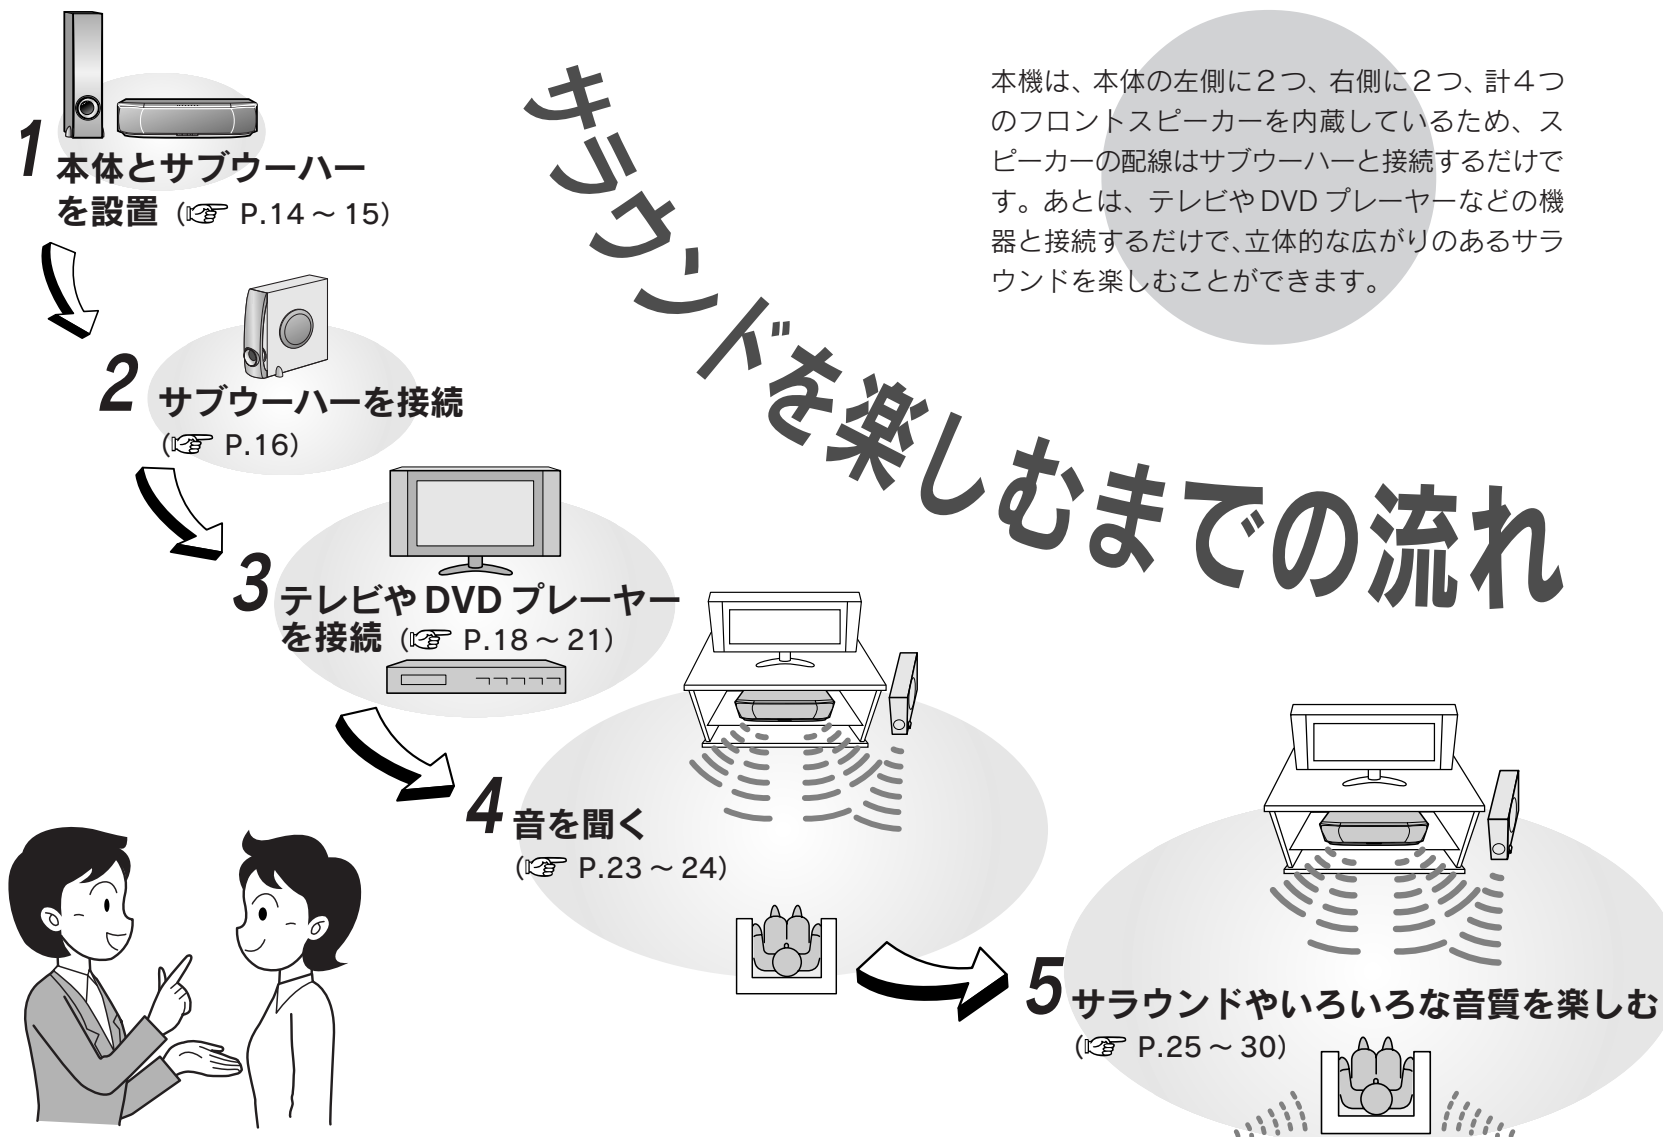 サラウンドを楽しむまでの流れ
本機は、本体の左側に２つ、右側に２つ、計４つ
のフロントスピーカーを内蔵しているため、ス
ピーカーの配線はサブウーハーと接続するだけで
す。あとは、テレビや DVD プレーヤーなどの機
器と接続するだけで、立体的な広がりのあるサラ
ウンドを楽しむことができます。
1 本体とサブウーハー
を設置（☞ P.14～15）
2 サブウーハーを接続
（☞ P.16）
3 テレビや DVD プレーヤー
を接続（☞ P.18～21）
4 音を聞く
（☞ P.23～24）
5 サラウンドやいろいろな音質を楽しむ
（☞ P.25～30）